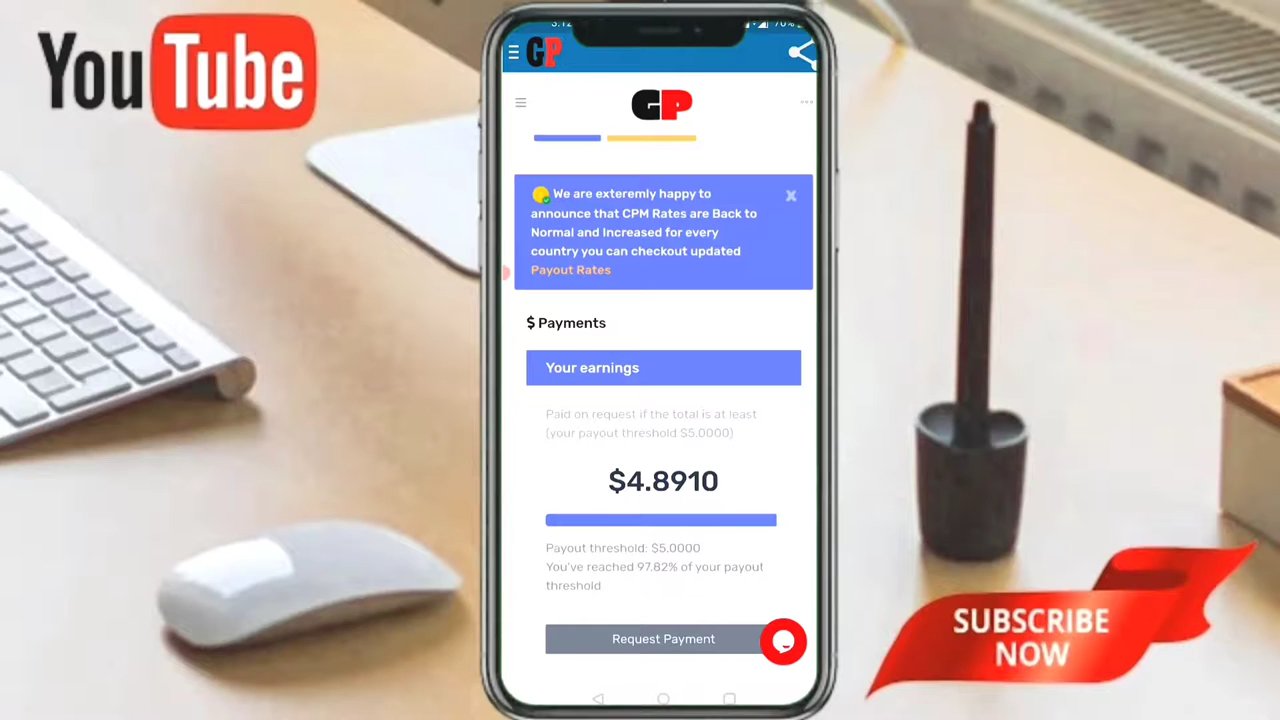 YouTube
GP
GP
We are exteremly happy to
announce that CPM Rates are Back to
Normal and Increased for every
country you can checkout updated
Payout Rates
x
$ Payments
Your earnings
Paid on request if the total is at least
(your payout threshold $5.0000)
$4.8910
Payout threshold: $5.0000
You've reached 97.82% of your payout
threshold
Request Payment
SUBSCRIBE
NOW